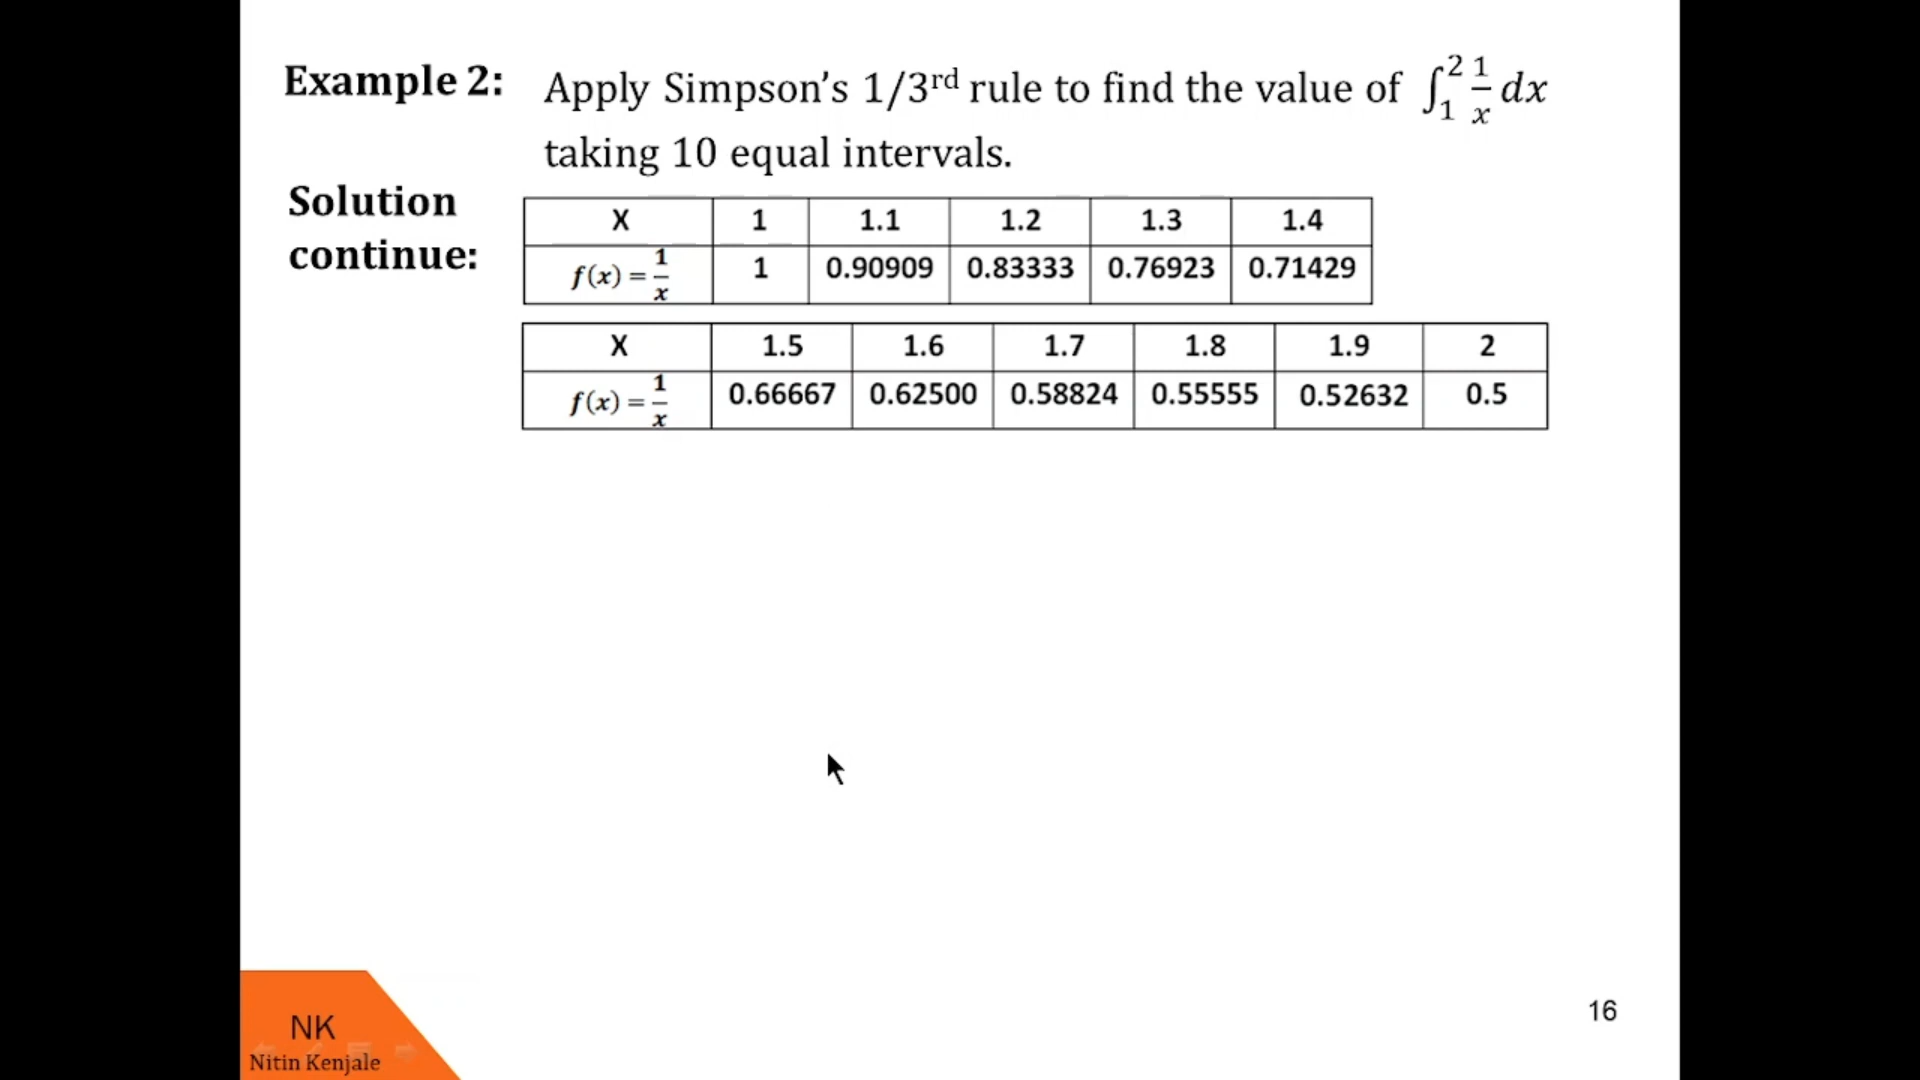 Example 2: Apply Simpson's 1/3rd rule to find the value of ∫₁² 1/x dx
taking 10 equal intervals.
Solution
continue:
X 1 1.1 1.2 1.3 1.4
f(x) = 1/x 1 0.90909 0.83333 0.76923 0.71429
X 1.5 1.6 1.7 1.8 1.9 2
f(x) = 1/x 0.66667 0.62500 0.58824 0.55555 0.52632 0.5
NK
Nitin Kenjale
16